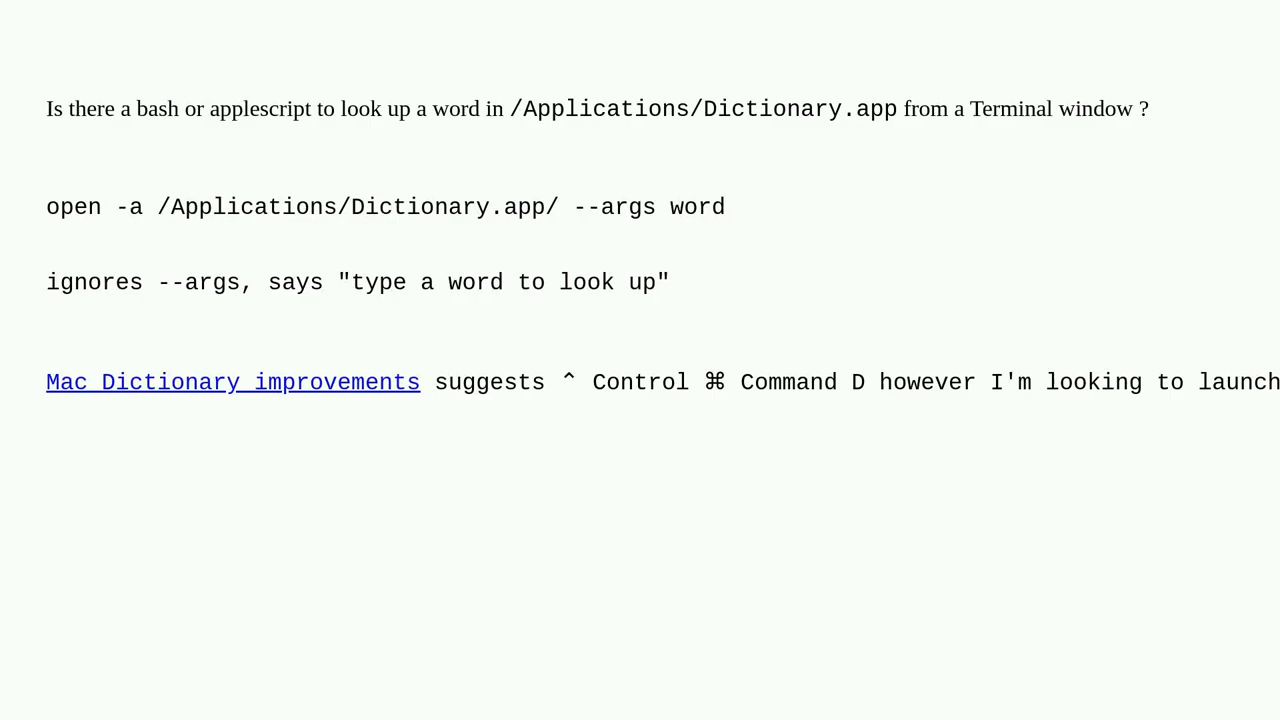 Is there a bash or applescript to look up a word in /Applications/Dictionary.app from a Terminal window ?
open -a /Applications/Dictionary.app/ --args word
ignores --args, says "type a word to look up"
Mac Dictionary improvements suggests ⌃ Control ⌘ Command D however I'm looking to launch